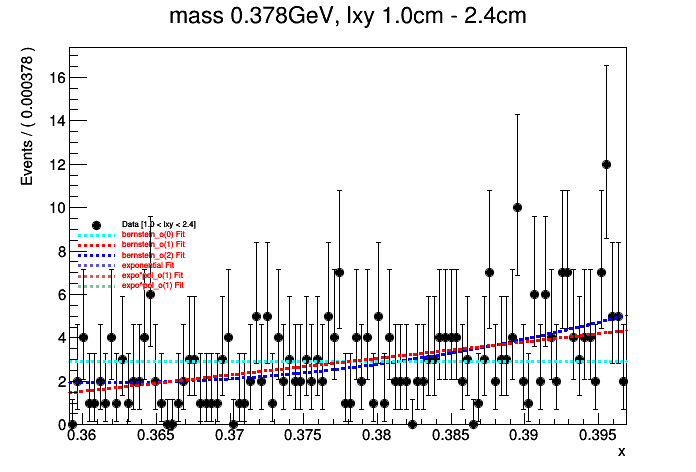 mass 0.378GeV, lxy 1.0cm - 2.4cm
Events / ( 0.000378 )
16
14
12
10
8
6
4
2
0
Data [1.0 < lxy < 2.4]
bernstein_o(0) Fit
bernstein_o(1) Fit
bernstein_o(2) Fit
exponential Fit
expo*pol_o(1) Fit
expo*pol_o(1) Fit
0.36 0.365 0.37 0.375 0.38 0.385 0.39 0.395
x